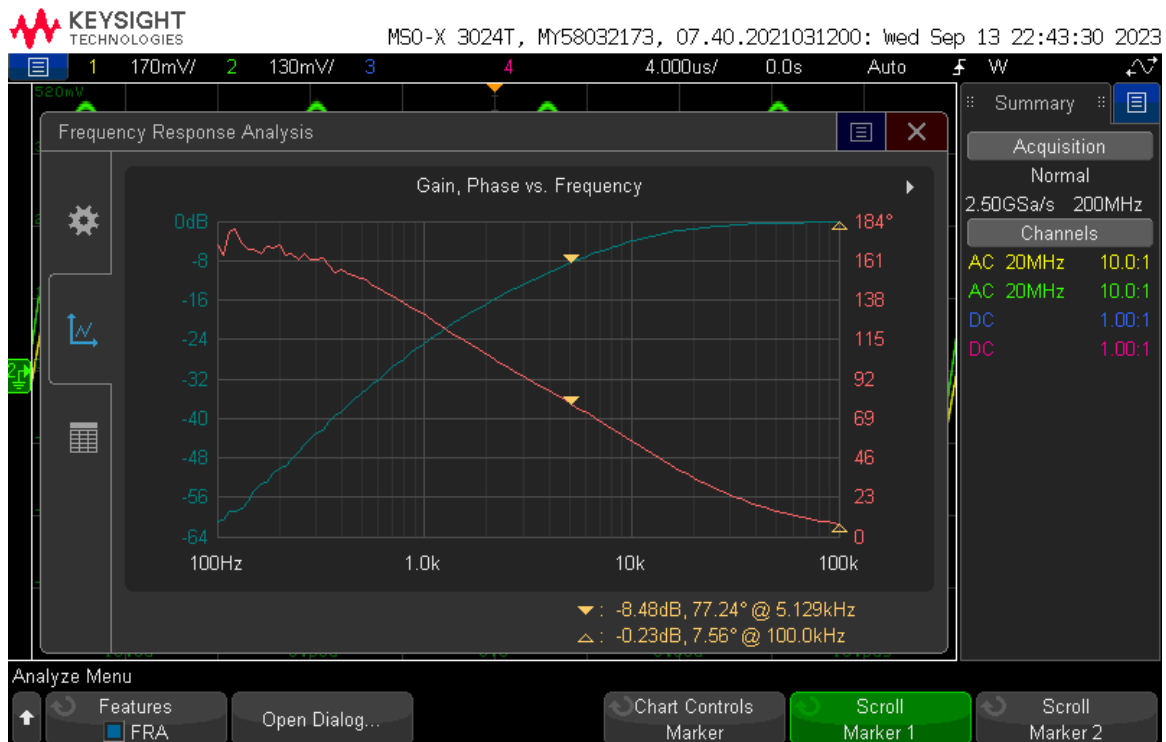 KEYSIGHT
TECHNOLOGIES
MSO-X 3024T, MY58032173, 07.40.2021031200: Wed Sep 13 22:43:30 2023
1 170mV/ 2 130mV/ 3 4 4.000us/ 0.0s Auto W
520mV
Summary
Frequency Response Analysis
Acquisition
Normal
2.50GSa/s 200MHz
Channels
AC 20MHz 10.0:1
AC 20MHz 10.0:1
DC 1.00:1
DC 1.00:1
Gain, Phase vs. Frequency
0dB 184°
-8 161
-16 138
-24 115
-32 92
-40 69
-48 46
-56 23
-64 0
100Hz 1.0k 10k 100k
-8.48dB, 77.24° @ 5.129kHz
-0.23dB, 7.56° @ 100.0kHz
Analyze Menu
Features
FRA
Open Dialog...
Chart Controls
Marker
Scroll
Marker 1
Scroll
Marker 2